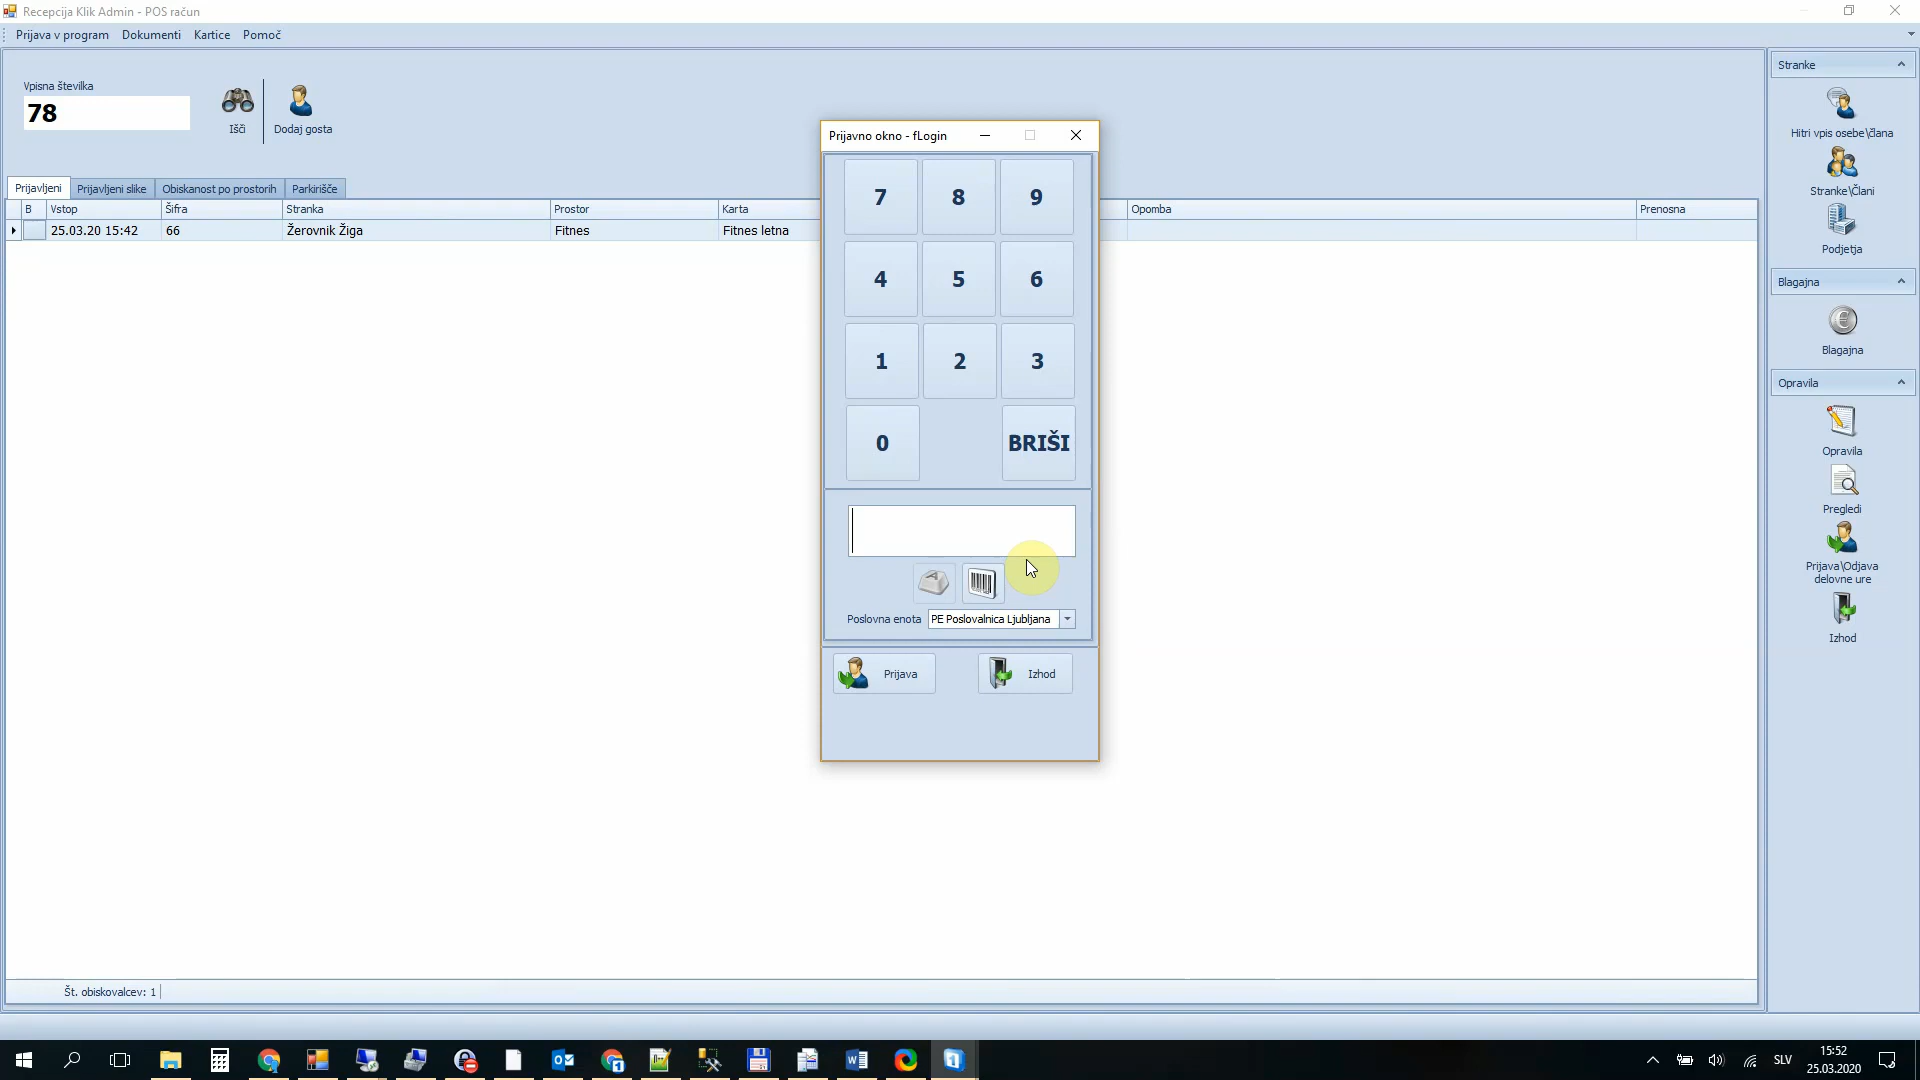 Recepcija Klik Admin - POS račun
Prijava v program Dokumenti Kartice Pomoč
Vpisna številka
78
Išči
Dodaj gosta
Prijavljeni Prijavljeni slike Obiskanost po prostorih Parkirišče
B Vstop Šifra Stranka Prostor Karta Opomba Prenosna
25.03.20 15:42 66 Žerovnik Žiga Fitnes Fitnes letna
Št. obiskovalcev: 1
Prijavno okno - fLogin
7 8 9
4 5 6
1 2 3
0 BRIŠI
Poslovna enota PE Poslovalnica Ljubljana
Prijava Izhod
Stranke
Hitri vpis osebe\člana
Stranke\Člani
Podjetja
Blagajna
Blagajna
Opravila
Opravila
Pregledi
Prijava\Odjava
delovne ure
Izhod
SLV
15:52
25.03.2020